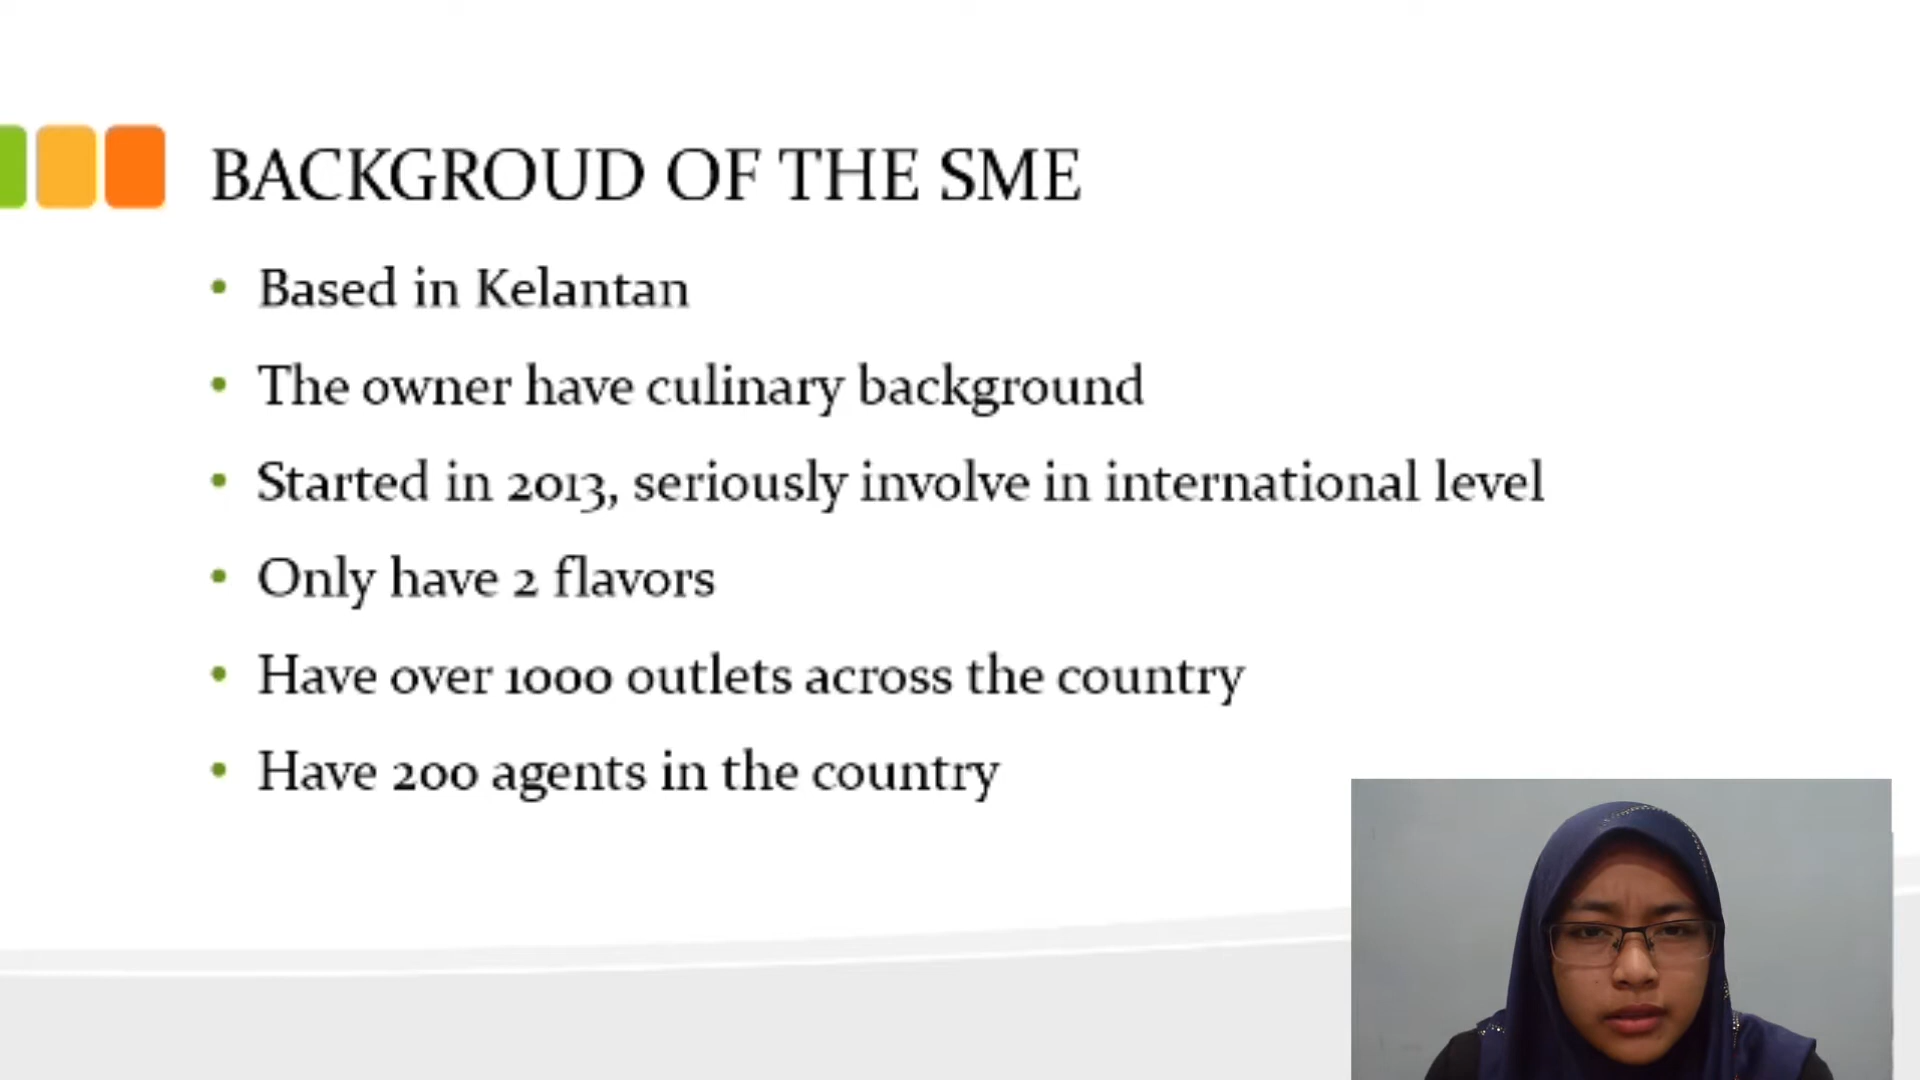 BACKGROUD OF THE SME
• Based in Kelantan
• The owner have culinary background
• Started in 2013, seriously involve in international level
• Only have 2 flavors
• Have over 1000 outlets across the country
• Have 200 agents in the country